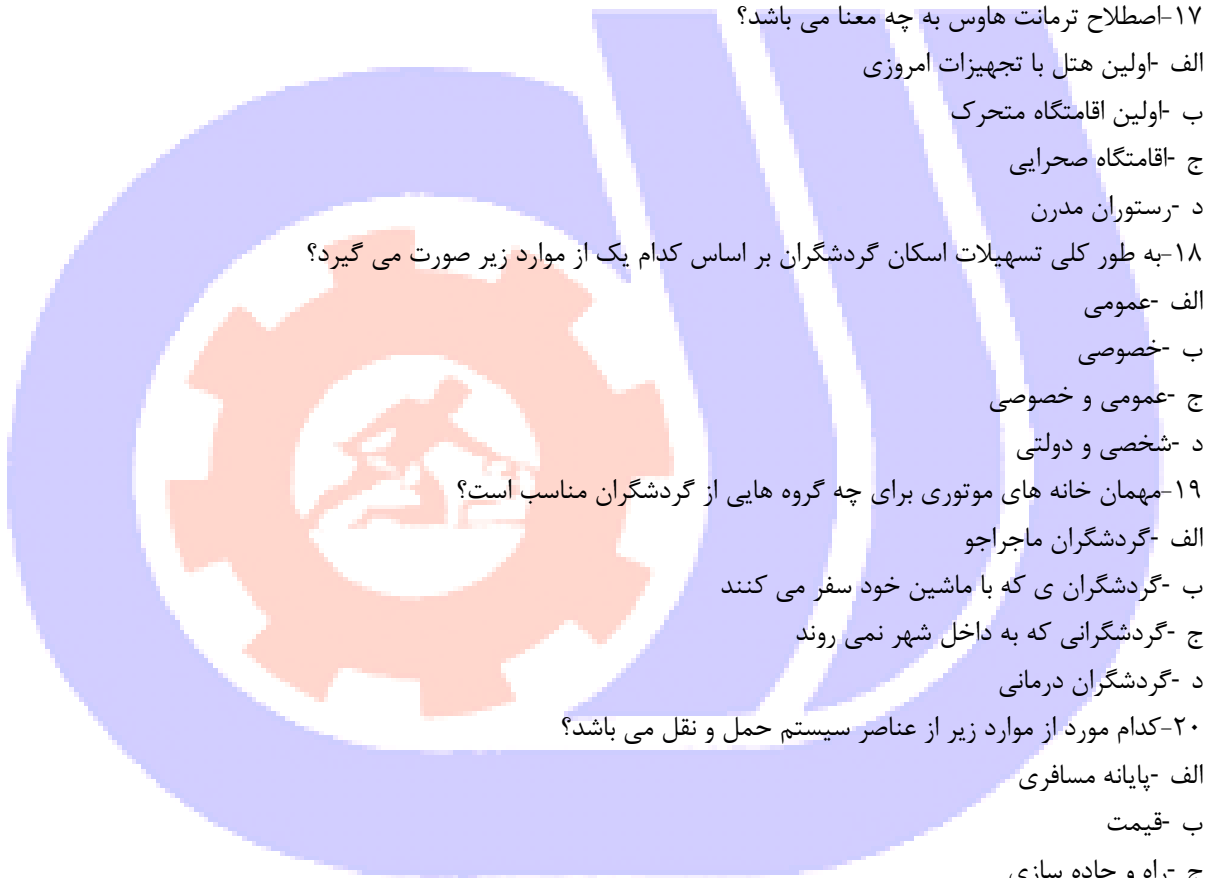 ۱۷-اصطلاح ترمانت هاوس به چه معنا می باشد؟
الف -اولین هتل با تجهیزات امروزی
ب -اولین اقامتگاه متحرک
ج -اقامتگاه صحرایی
د -رستوران مدرن
۱۸-به طور کلی تسهیلات اسکان گردشگران بر اساس کدام یک از موارد زیر صورت می گیرد؟
الف -عمومی
ب -خصوصی
ج -عمومی و خصوصی
د -شخصی و دولتی
۱۹-مهمان خانه های موتوری برای چه گروه هایی از گردشگران مناسب است؟
الف -گردشگران ماجراجو
ب -گردشگران ی که با ماشین خود سفر می کنند
ج -گردشگرانی که به داخل شهر نمی روند
د -گردشگران درمانی
۲۰-کدام مورد از موارد زیر از عناصر سیستم حمل و نقل می باشد؟
الف -پایانه مسافری
ب -قیمت
ج -راه و جاده سازی